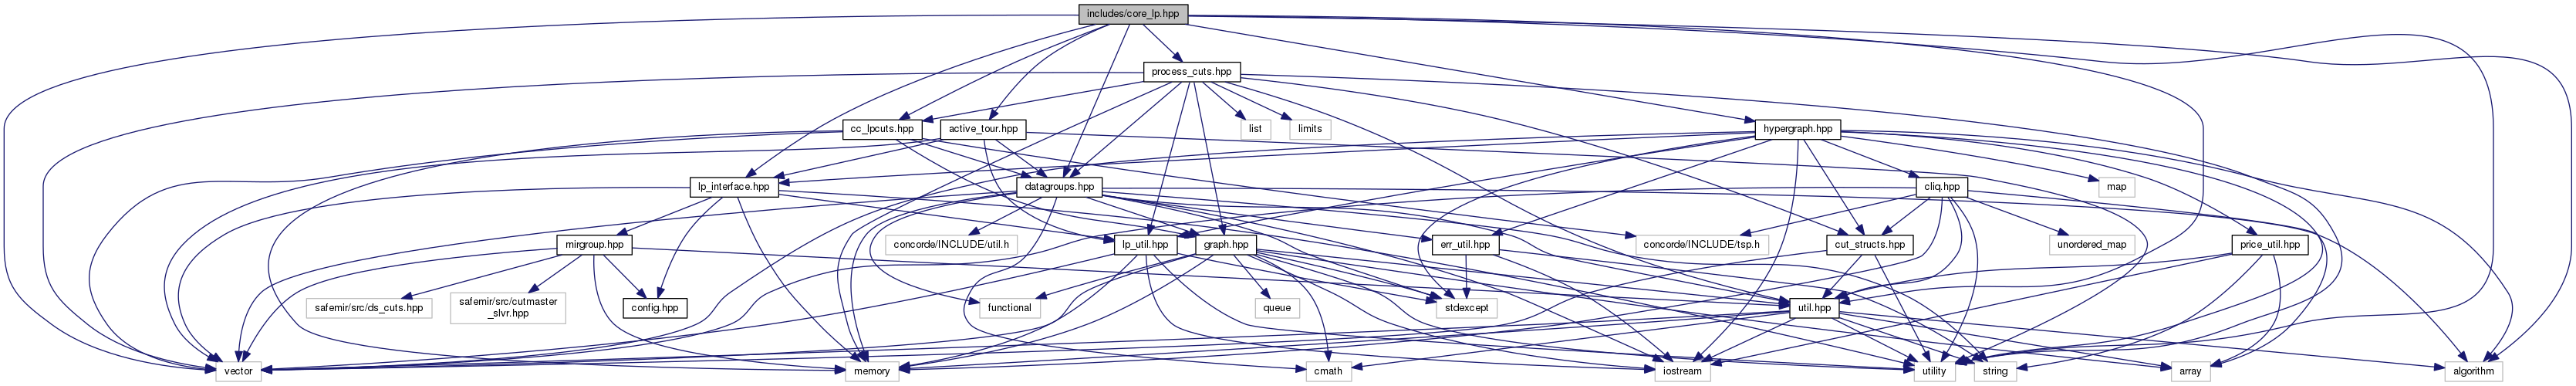 includes/core_lp.hpp
process_cuts.hpp
cc_lpcuts.hpp
active_tour.hpp
list
limits
hypergraph.hpp
lp_interface.hpp
datagroups.hpp
cliq.hpp
map
mirgroup.hpp
concorde/INCLUDE/util.h
lp_util.hpp
graph.hpp
err_util.hpp
concorde/INCLUDE/tsp.h
cut_structs.hpp
unordered_map
price_util.hpp
safemir/src/ds_cuts.hpp
safemir/src/cutmaster
_slvr.hpp
config.hpp
functional
queue
stdexcept
util.hpp
vector
memory
cmath
iostream
utility
string
array
algorithm